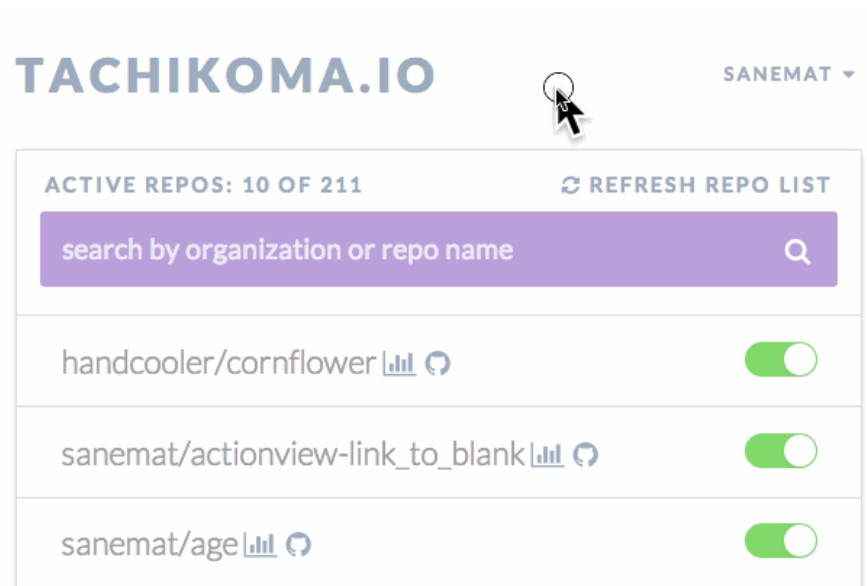 TACHIKOMA.IO
SANEMAT
ACTIVE REPOS: 10 OF 211
REFRESH REPO LIST
search by organization or repo name
handcooler/cornflower
sanemat/actionview-link_to_blank
sanemat/age